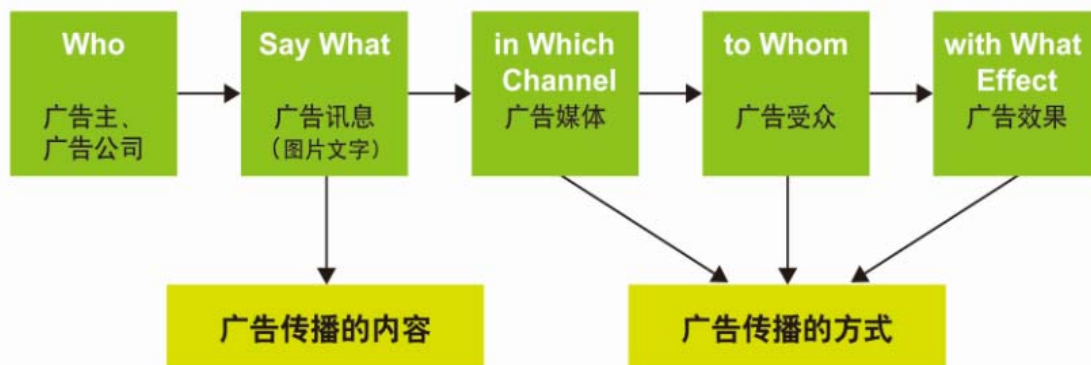 Who
广告主、
广告公司
Say What
广告讯息
（图片文字）
in Which
Channel
广告媒体
to Whom
广告受众
with What
Effect
广告效果
广告传播的内容
广告传播的方式